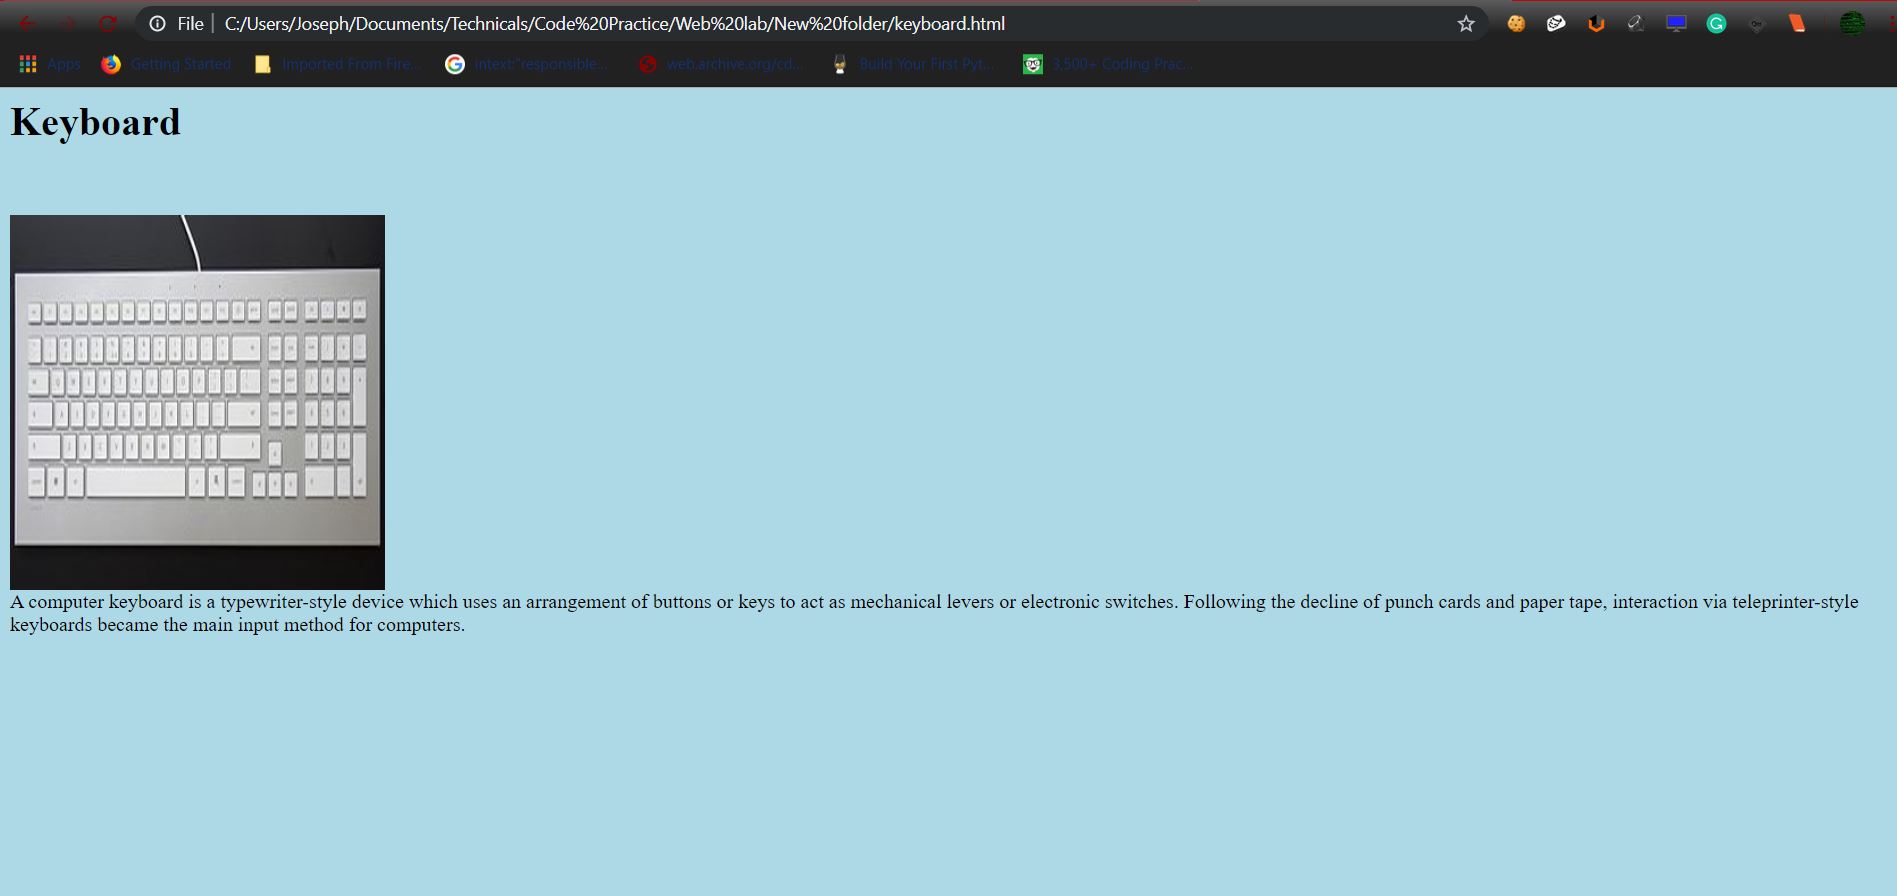 File | C:/Users/Joseph/Documents/Technicals/Code%20Practice/Web%20lab/New%20folder/keyboard.html
Apps Getting Started Imported From Fire... Intext:"responsible... web.archive.org/cd... Build Your First Pyt... 3,500+ Coding Prac...
Keyboard
A computer keyboard is a typewriter-style device which uses an arrangement of buttons or keys to act as mechanical levers or electronic switches. Following the decline of punch cards and paper tape, interaction via teleprinter-style
keyboards became the main input method for computers.